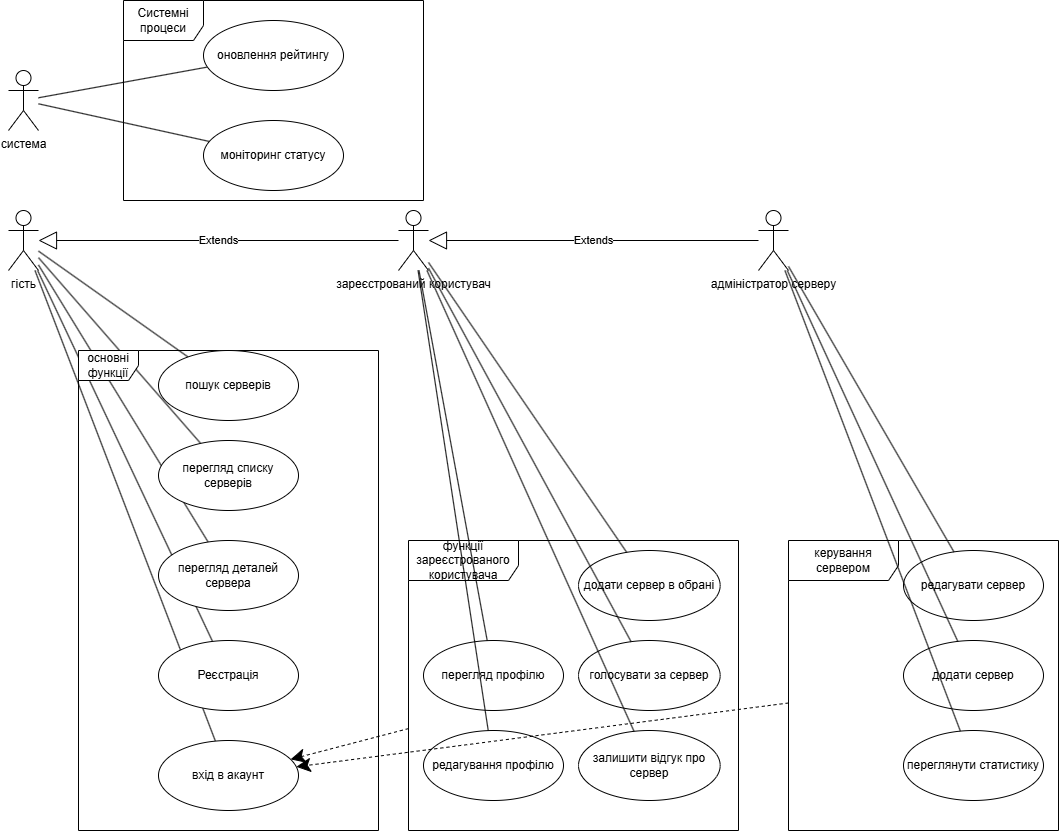 Системні
процеси
оновлення рейтингу
моніторинг статусу
система
Extends
Extends
гість
зареєстрований користувач
адміністратор серверу
основні
функції
пошук серверів
перегляд списку
серверів
перегляд деталей
сервера
Реєстрація
вхід в акаунт
функції
зареєстрованого
користувача
додати сервер в обрані
перегляд профілю
голосувати за сервер
редагування профілю
залишити відгук про
сервер
керування
сервером
редагувати сервер
додати сервер
переглянути статистику